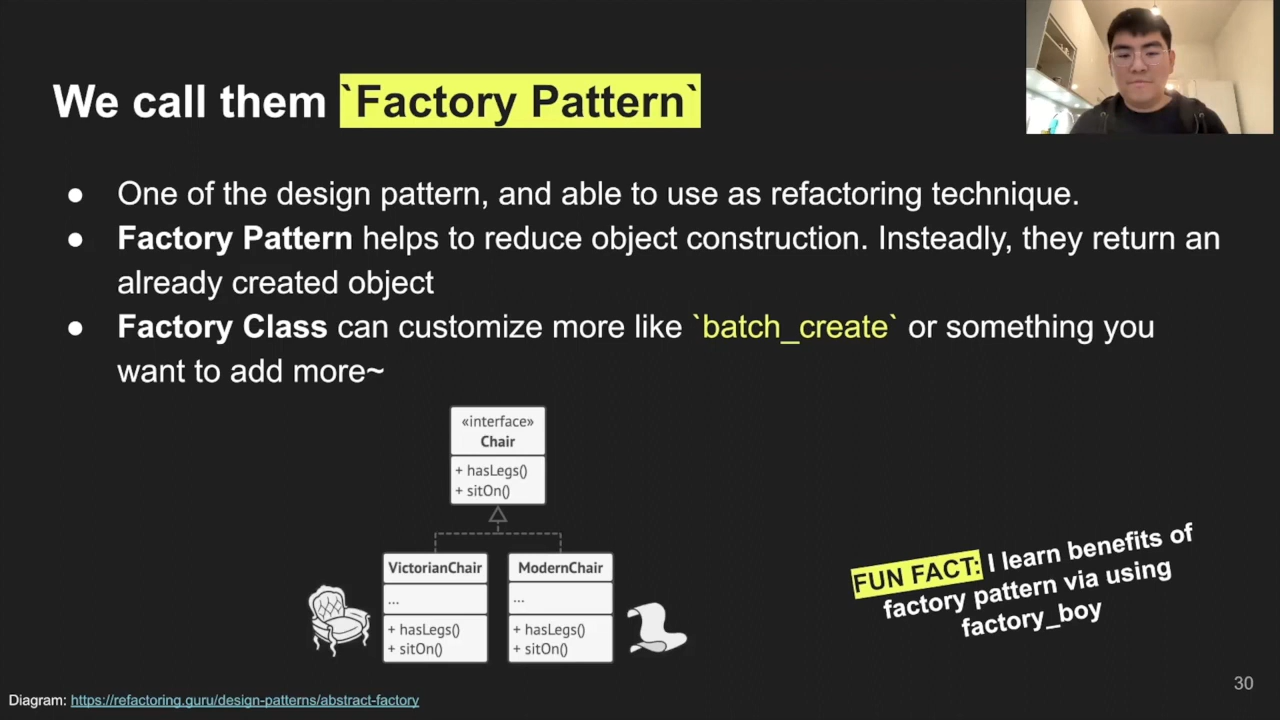 We call them `Factory Pattern`
● One of the design pattern, and able to use as refactoring technique.
● Factory Pattern helps to reduce object construction. Insteadly, they return an
already created object
● Factory Class can customize more like `batch_create` or something you
want to add more~
«interface»
Chair
+ hasLegs()
+ sitOn()
VictorianChair
...
+ hasLegs()
+ sitOn()
ModernChair
...
+ hasLegs()
+ sitOn()
FUN FACT: I learn benefits of
factory pattern via using
factory_boy
30
Diagram: https://refactoring.guru/design-patterns/abstract-factory